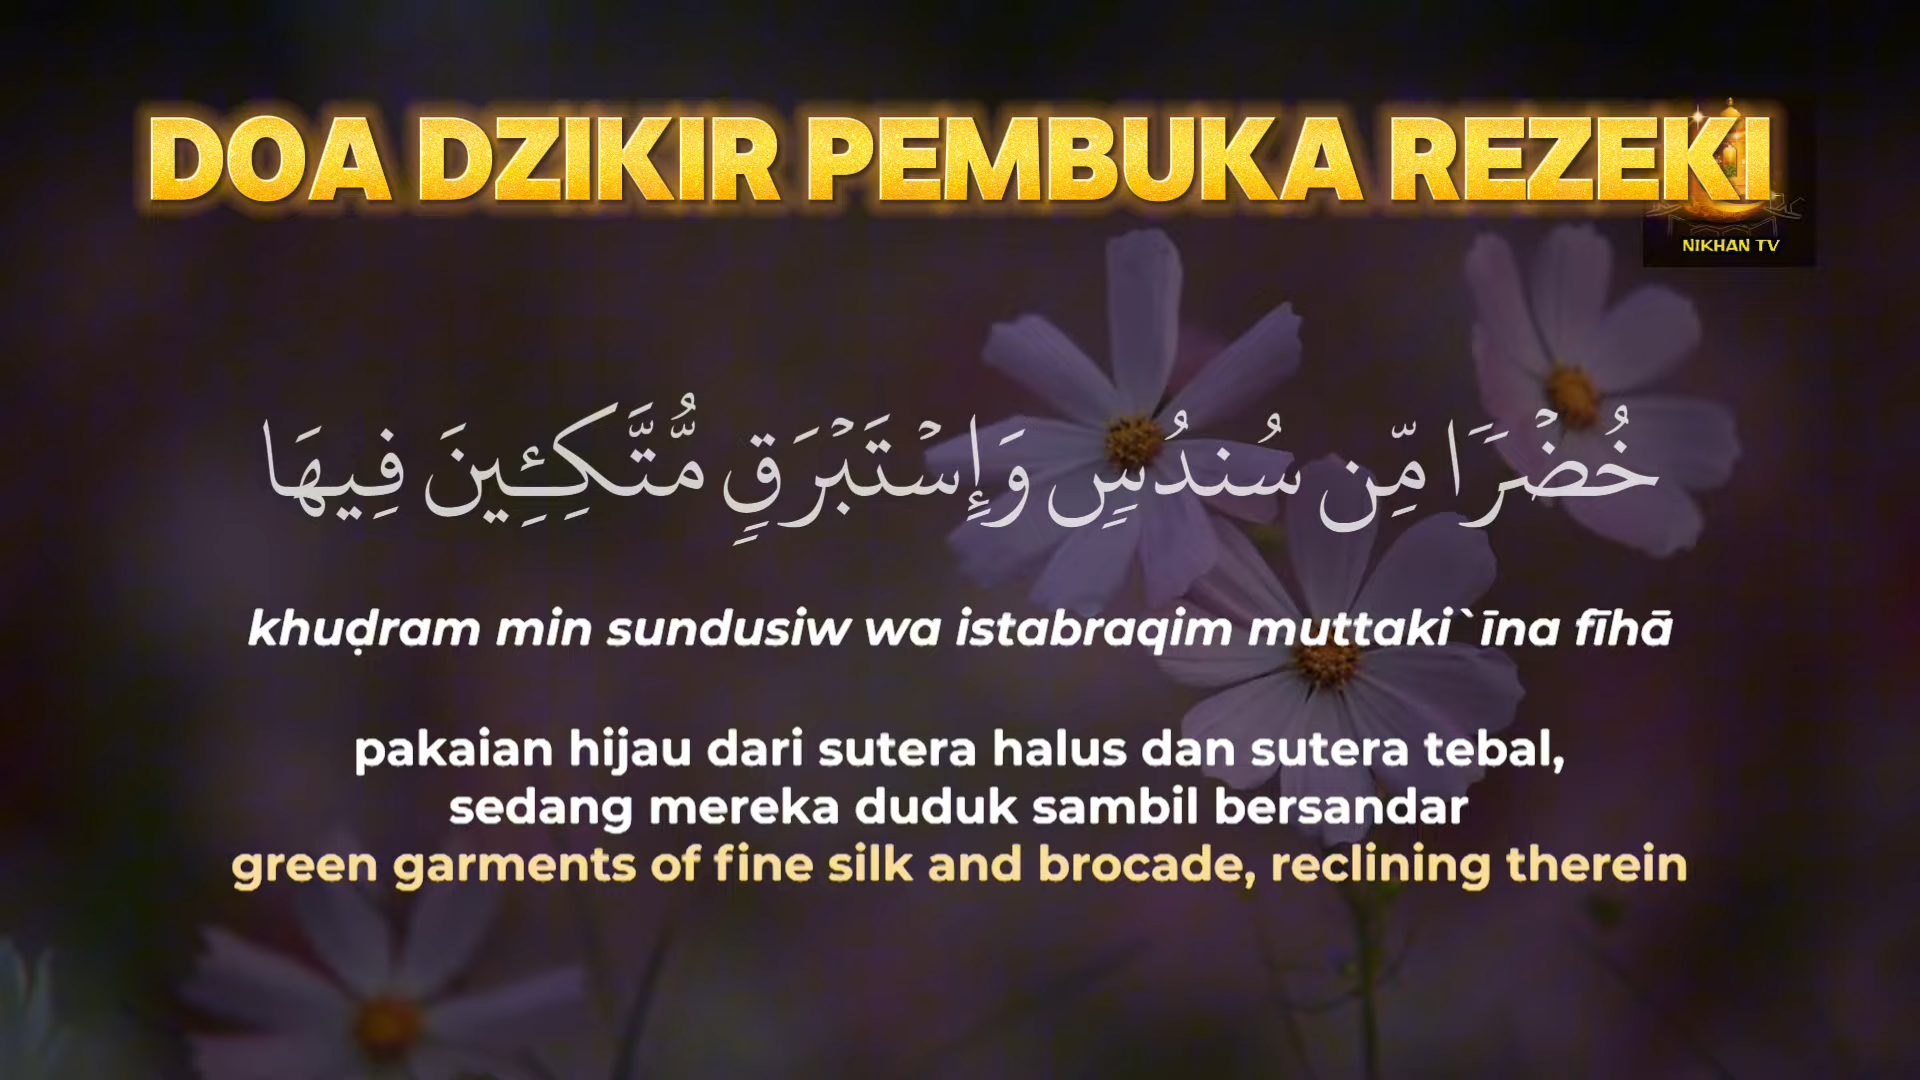 DOA DZIKIR PEMBUKA REZEKI
NIKHAN TV
خُضْرًا مِّن سُندُسٍ وَإِسْتَبْرَقٍ مُّتَّكِئِينَ فِيهَا
khuḍram min sundusiw wa istabraqim muttaki`īna fīhā
pakaian hijau dari sutera halus dan sutera tebal,
sedang mereka duduk sambil bersandar
green garments of fine silk and brocade, reclining therein